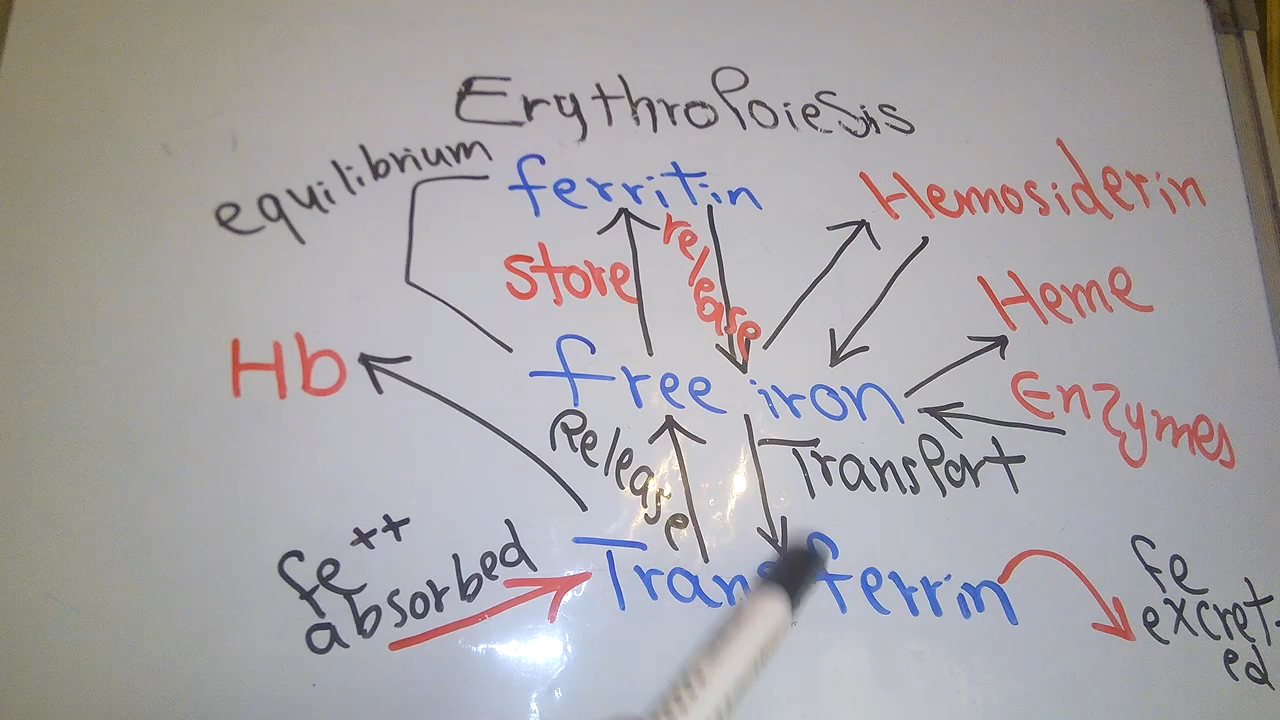 ErythroPoiesis
equilibrium
ferritin
Hemosiderin
store
release
Heme
Hb
free iron
Enzymes
Release
Transport
fe++
absorbed
Transferrin
fe
excret-
ed